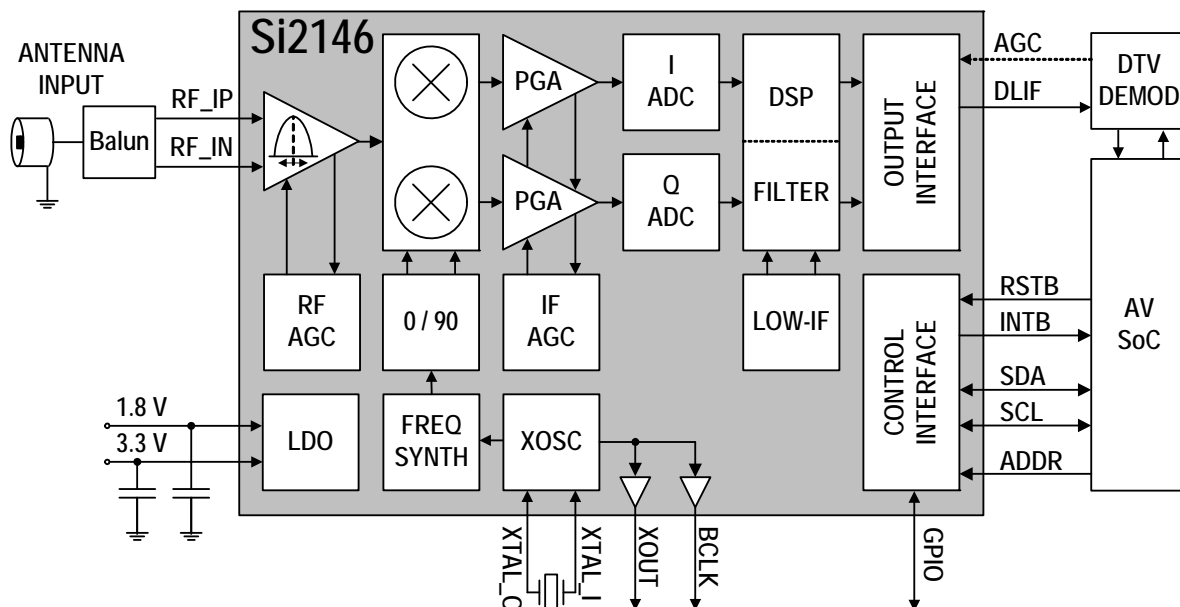 Si2146
ANTENNA
INPUT
RF_IP
RF_IN
Balun
PGA
PGA
I
ADC
Q
ADC
DSP
FILTER
OUTPUT
INTERFACE
AGC
DLIF
DTV
DEMOD
RF
AGC
0 / 90
IF
AGC
LOW-IF
CONTROL
INTERFACE
RSTB
INTB
SDA
SCL
ADDR
AV
SoC
1.8 V
3.3 V
LDO
FREQ
SYNTH
XOSC
XTAL_I
XOUT
BCLK
GPIO